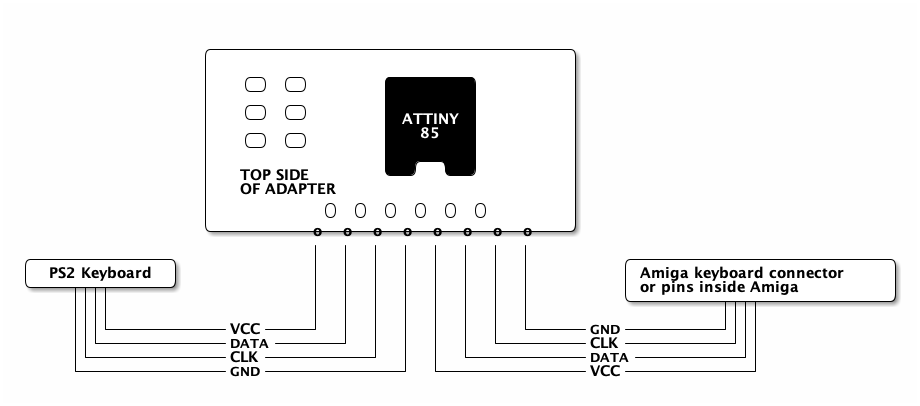 ATTINY
85
TOP SIDE
OF ADAPTER
PS2 Keyboard
Amiga keyboard connector
or pins inside Amiga
VCC
DATA
CLK
GND
GND
CLK
DATA
VCC